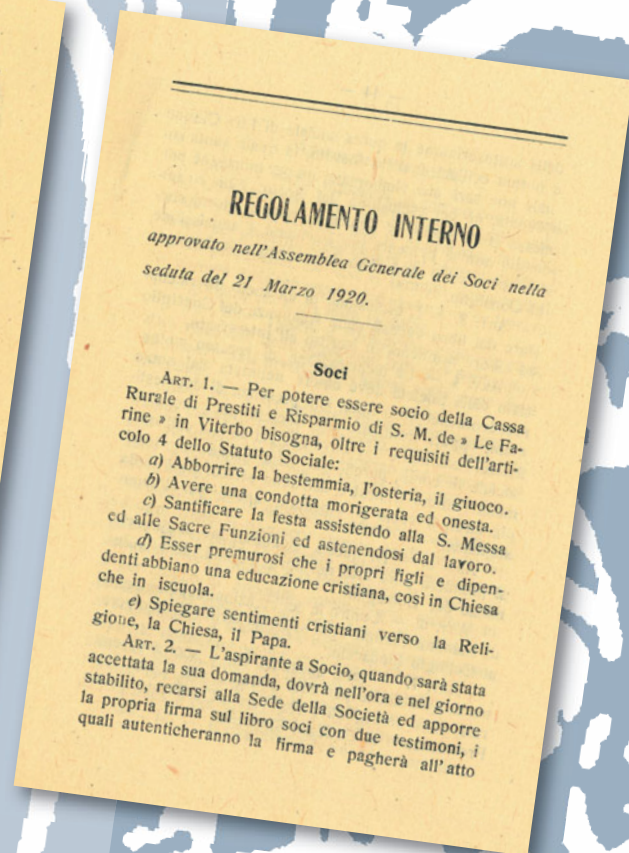 REGOLAMENTO INTERNO
approvato nell'Assemblea Generale dei Soci nella
seduta del 21 Marzo 1920.
Soci
ART. 1. — Per potere essere socio della Cassa
Rurale di Prestiti e Risparmio di S. M. de » Le Fa-
rine » in Viterbo bisogna, oltre i requisiti dell'arti-
colo 4 dello Statuto Sociale:
a) Abborrire la bestemmia, l'osteria, il giuoco.
b) Avere una condotta morigerata ed onesta.
c) Santificare la festa assistendo alla S. Messa
ed alle Sacre Funzioni ed astenendosi dal lavoro.
d) Esser premurosi che i propri figli e dipen-
denti abbiano una educazione cristiana, così in Chiesa
che in iscuola.
e) Spiegare sentimenti cristiani verso la Reli-
gione, la Chiesa, il Papa.
ART. 2. — L'aspirante a Socio, quando sarà stata
accettata la sua domanda, dovrà nell'ora e nel giorno
stabilito, recarsi alla Sede della Società ed apporre
la propria firma sul libro soci con due testimoni, i
quali autenticheranno la firma e pagherà all'atto